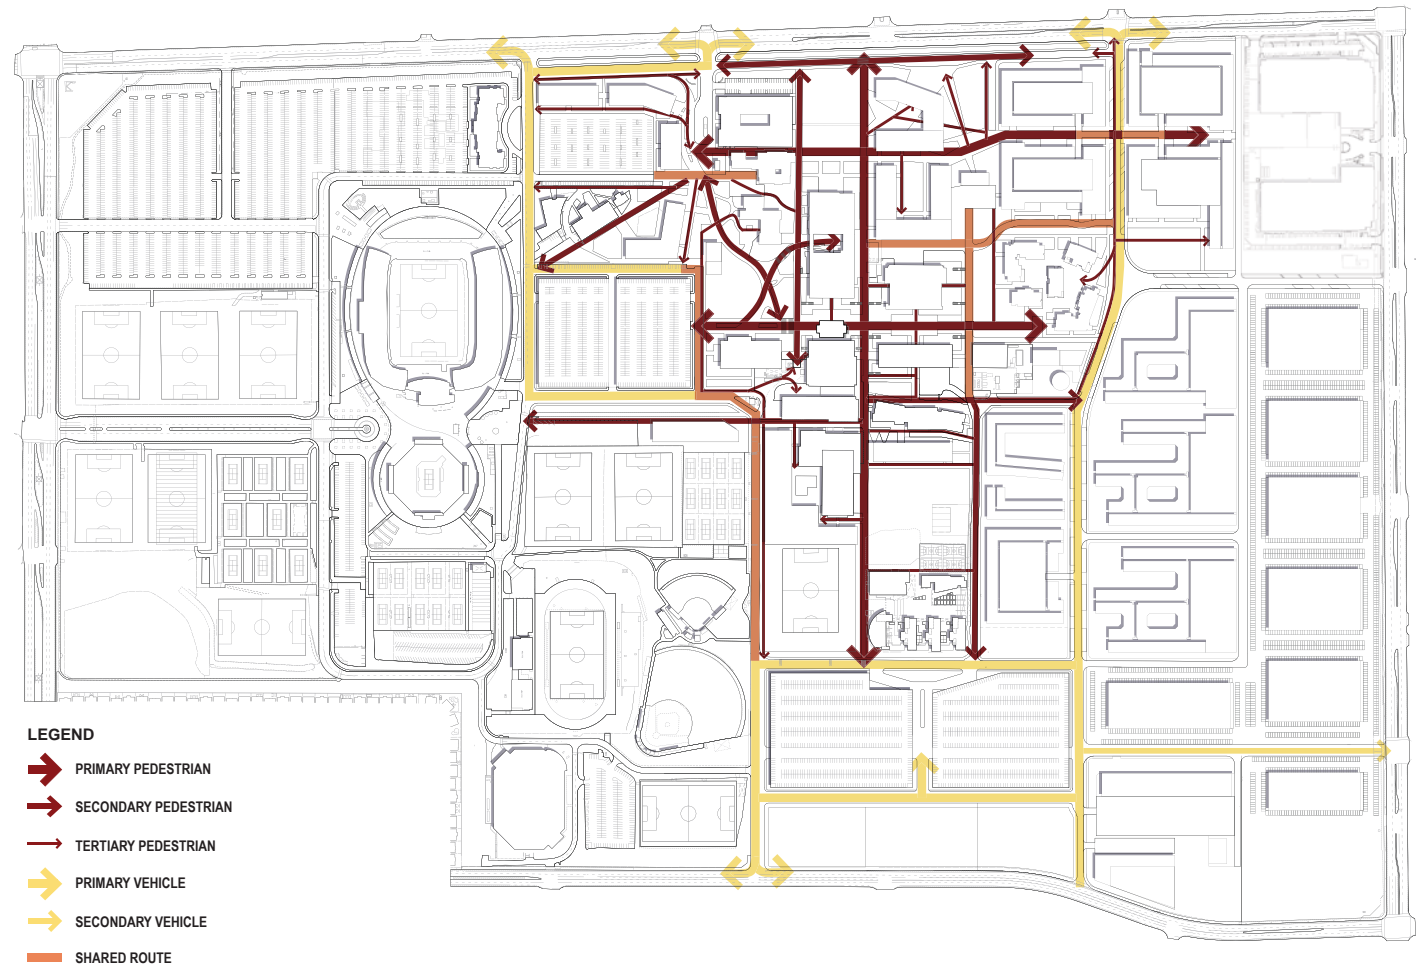 LEGEND
PRIMARY PEDESTRIAN
SECONDARY PEDESTRIAN
TERTIARY PEDESTRIAN
PRIMARY VEHICLE
SECONDARY VEHICLE
SHARED ROUTE